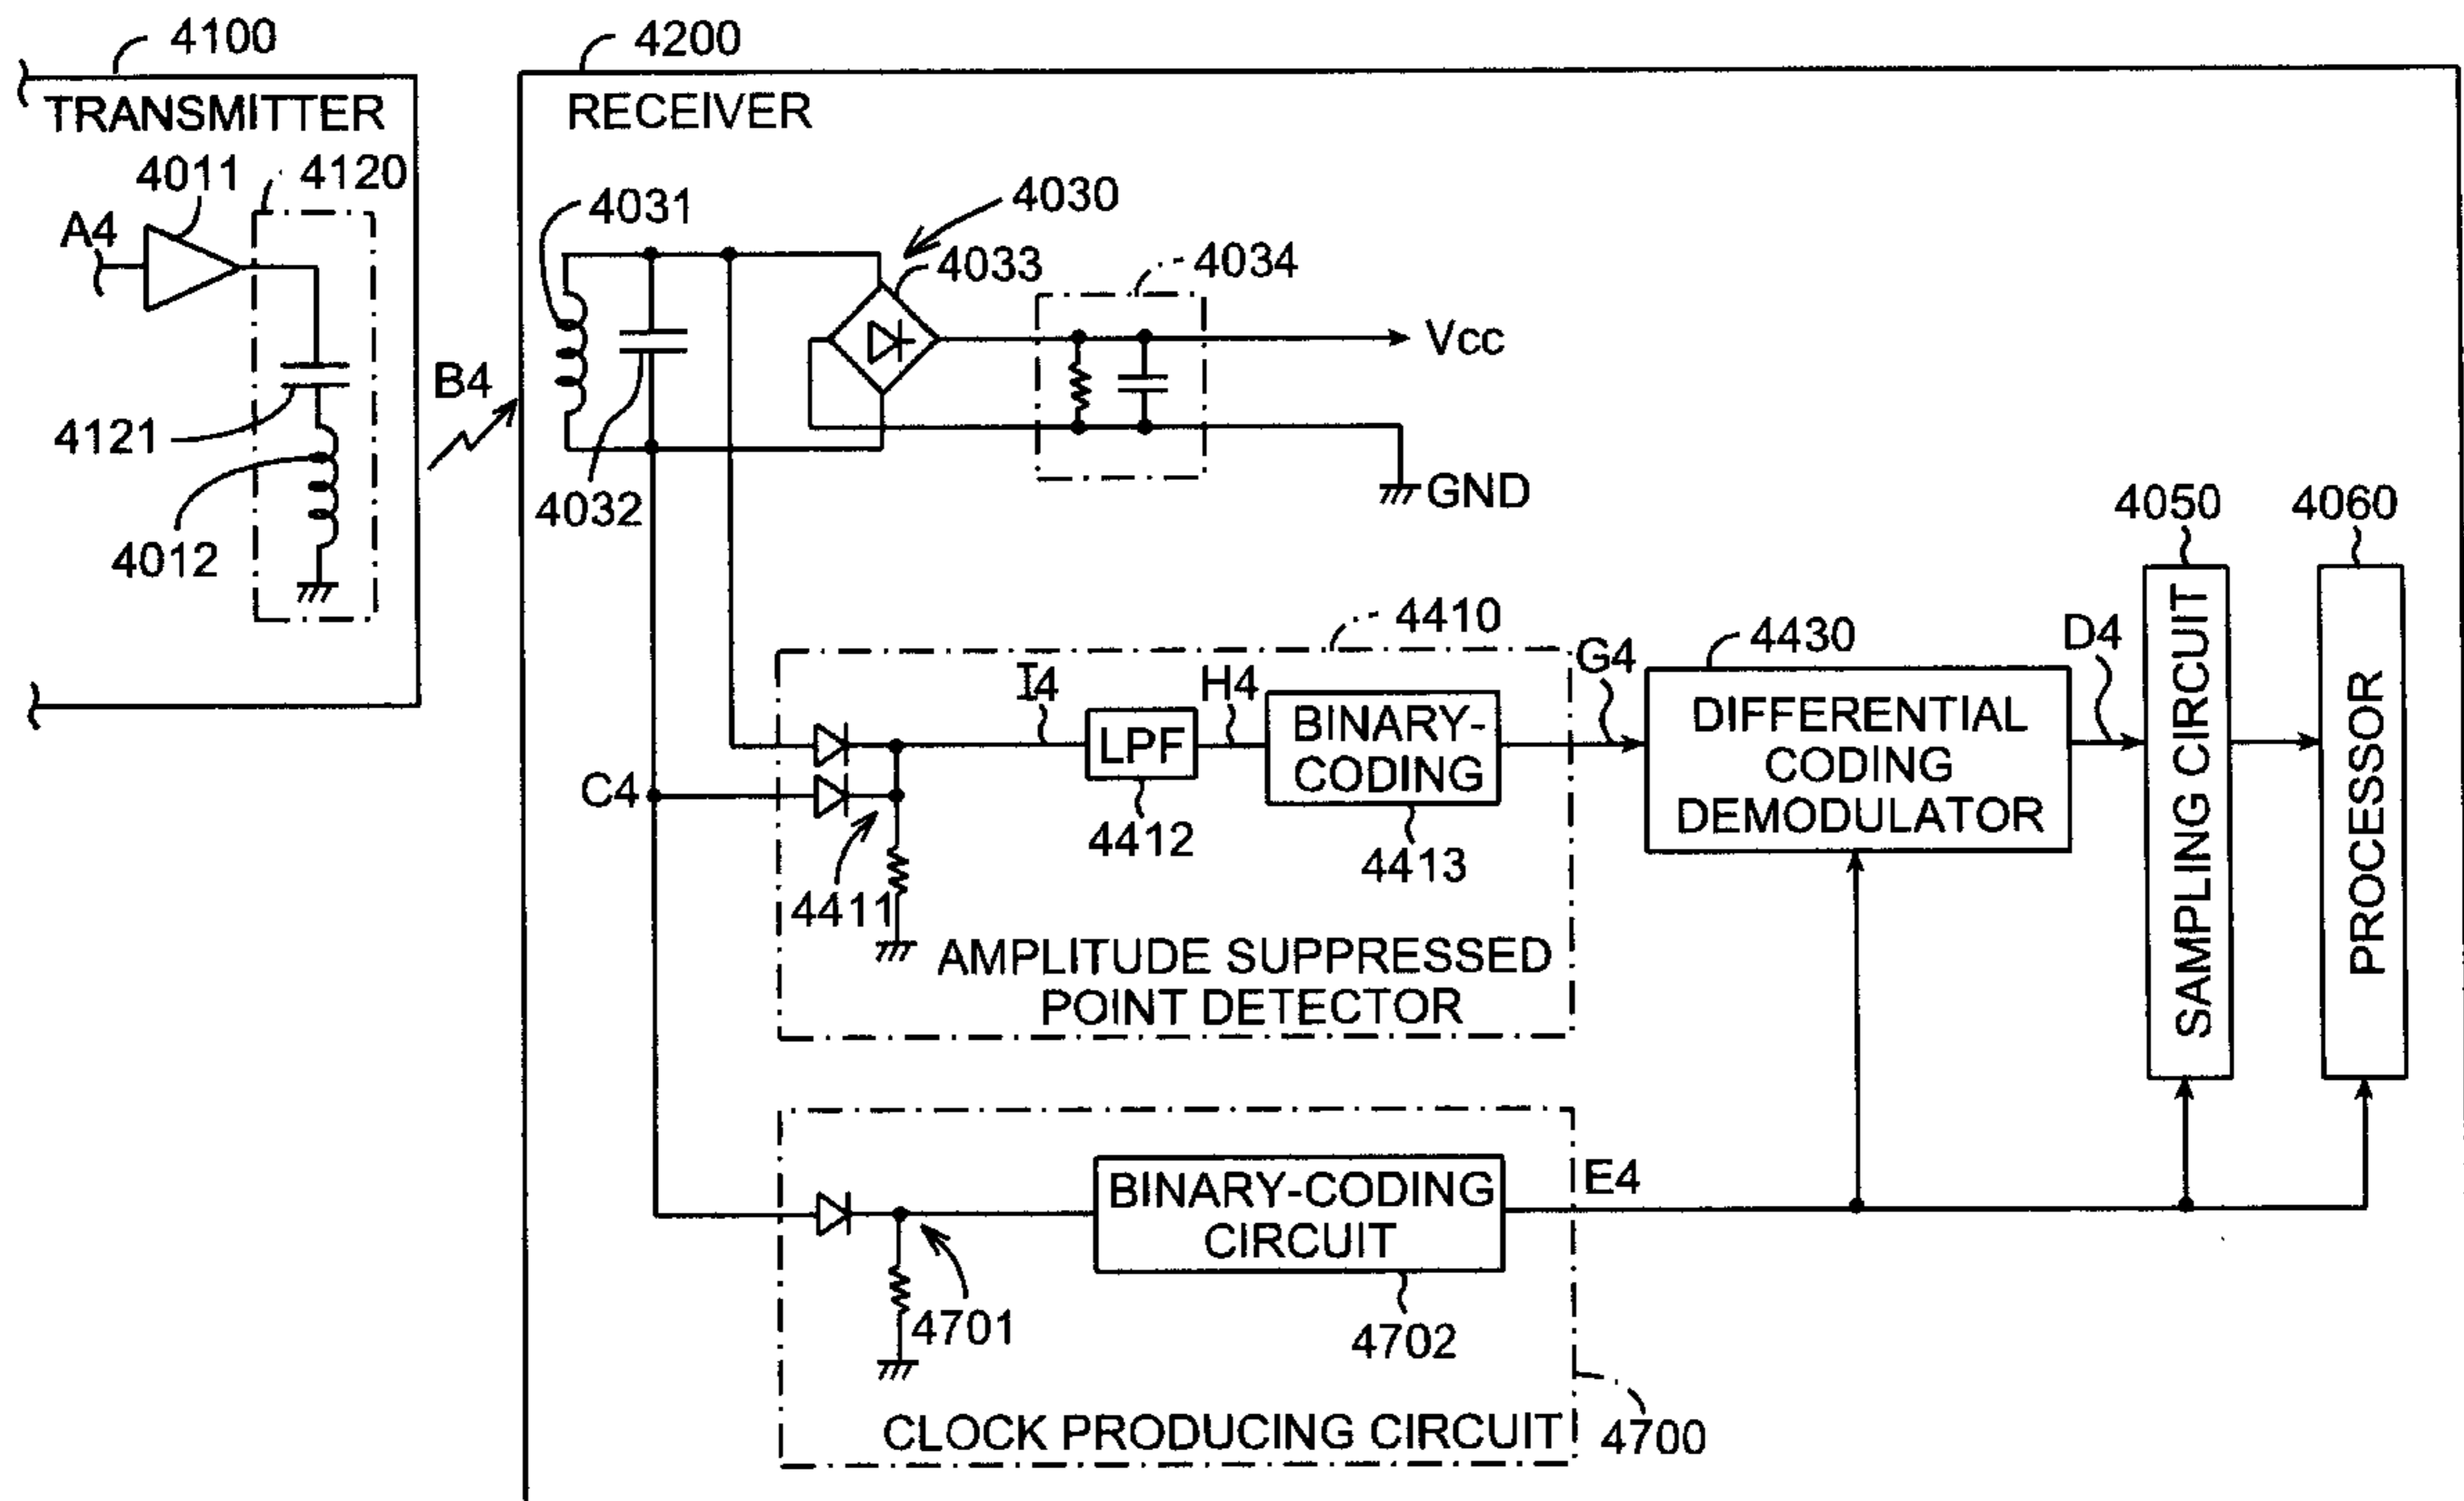 4100
TRANSMITTER
4011
4120
A4
4121
4012
B4
4200
RECEIVER
4031
4030
4033
4034
Vcc
4032
GND
4050
4060
4410
I4
H4
G4
4430
D4
LPF
BINARY-
CODING
DIFFERENTIAL
CODING
DEMODULATOR
SAMPLING CIRCUIT
PROCESSOR
C4
4412
4413
4411
AMPLITUDE SUPPRESSED
POINT DETECTOR
BINARY-CODING
CIRCUIT
E4
4701
4702
CLOCK PRODUCING CIRCUIT
4700